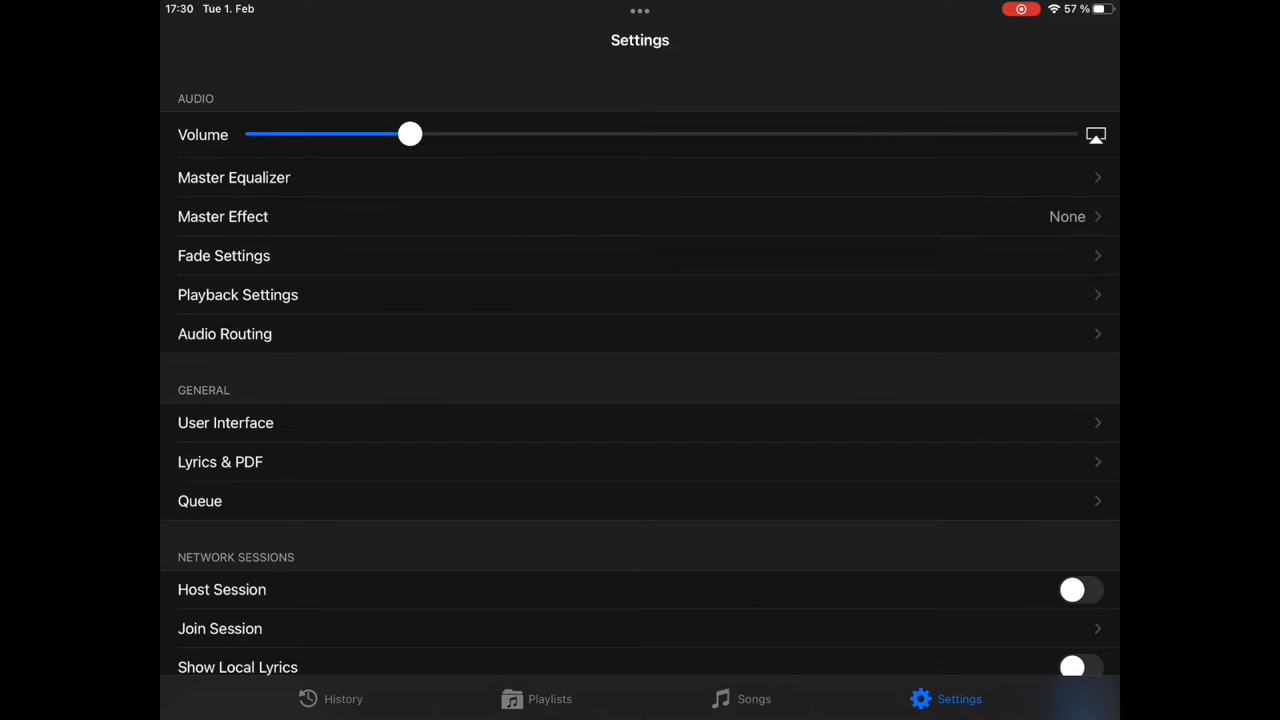 17:30 Tue 1. Feb
57 %
Settings
AUDIO
Volume
Master Equalizer
Master Effect None
Fade Settings
Playback Settings
Audio Routing
GENERAL
User Interface
Lyrics & PDF
Queue
NETWORK SESSIONS
Host Session
Join Session
Show Local Lyrics
History Playlists Songs Settings